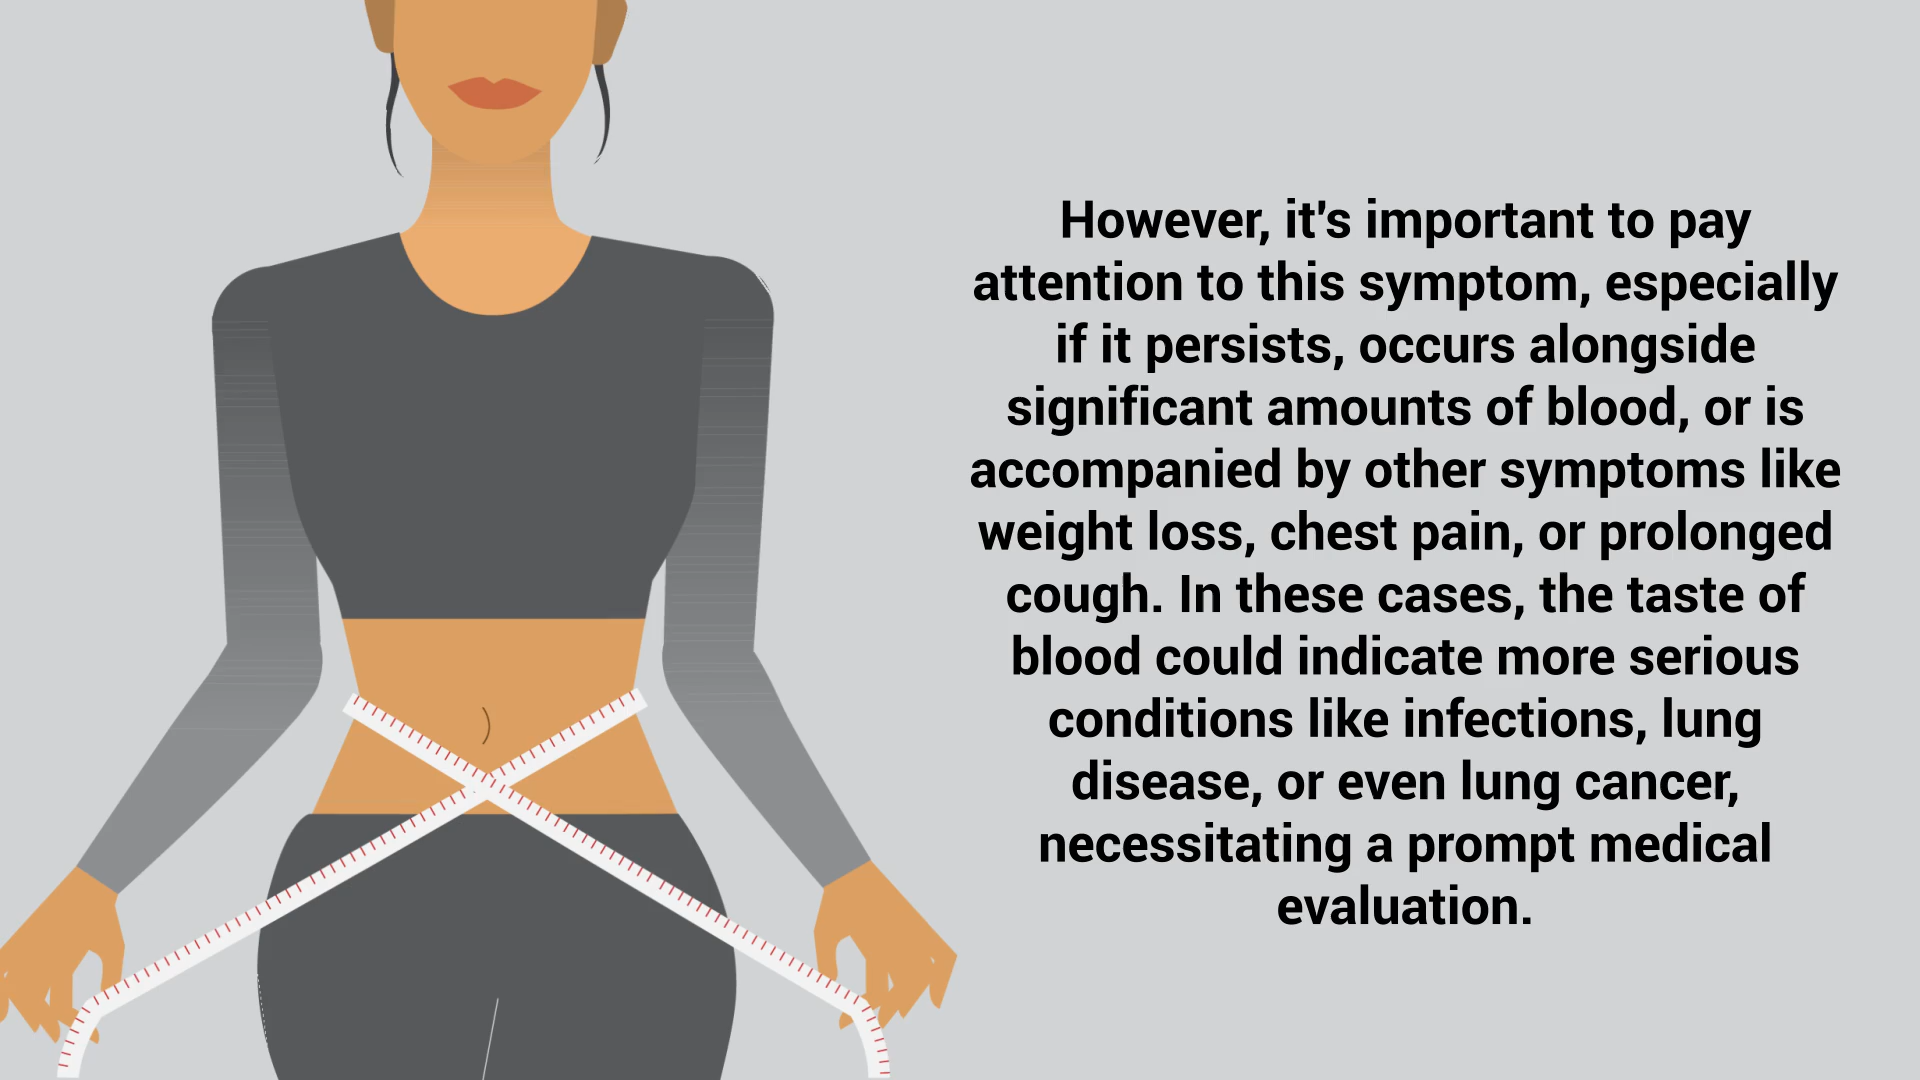 However, it's important to pay
attention to this symptom, especially
if it persists, occurs alongside
significant amounts of blood, or is
accompanied by other symptoms like
weight loss, chest pain, or prolonged
cough. In these cases, the taste of
blood could indicate more serious
conditions like infections, lung
disease, or even lung cancer,
necessitating a prompt medical
evaluation.